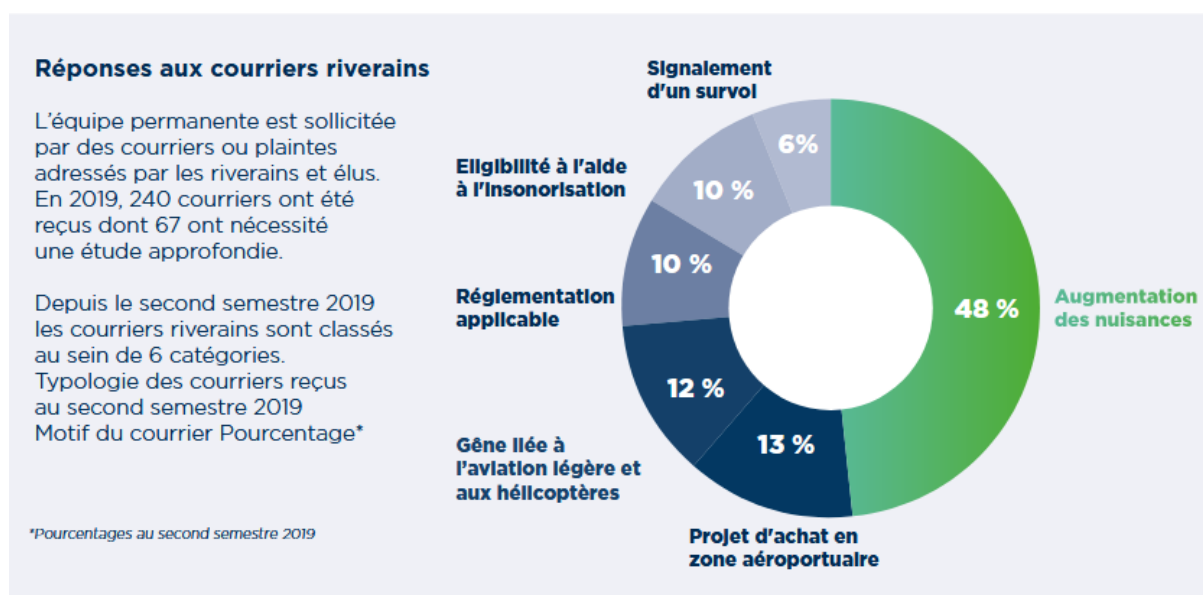 Réponses aux courriers riverains
L'équipe permanente est sollicitée
par des courriers ou plaintes
adressés par les riverains et élus.
En 2019, 240 courriers ont été
reçus dont 67 ont nécessité
une étude approfondie.
Depuis le second semestre 2019
les courriers riverains sont classés
au sein de 6 catégories.
Typologie des courriers reçus
au second semestre 2019
Motif du courrier Pourcentage*
*Pourcentages au second semestre 2019
Signalement
d'un survol
6%
Eligibilité à l'aide
à l'insonorisation
10 %
Réglementation
applicable
10 %
Gêne liée à
l'aviation légère et
aux hélicoptères
12 %
Projet d'achat en
zone aéroportuaire
13 %
48 %
Augmentation
des nuisances